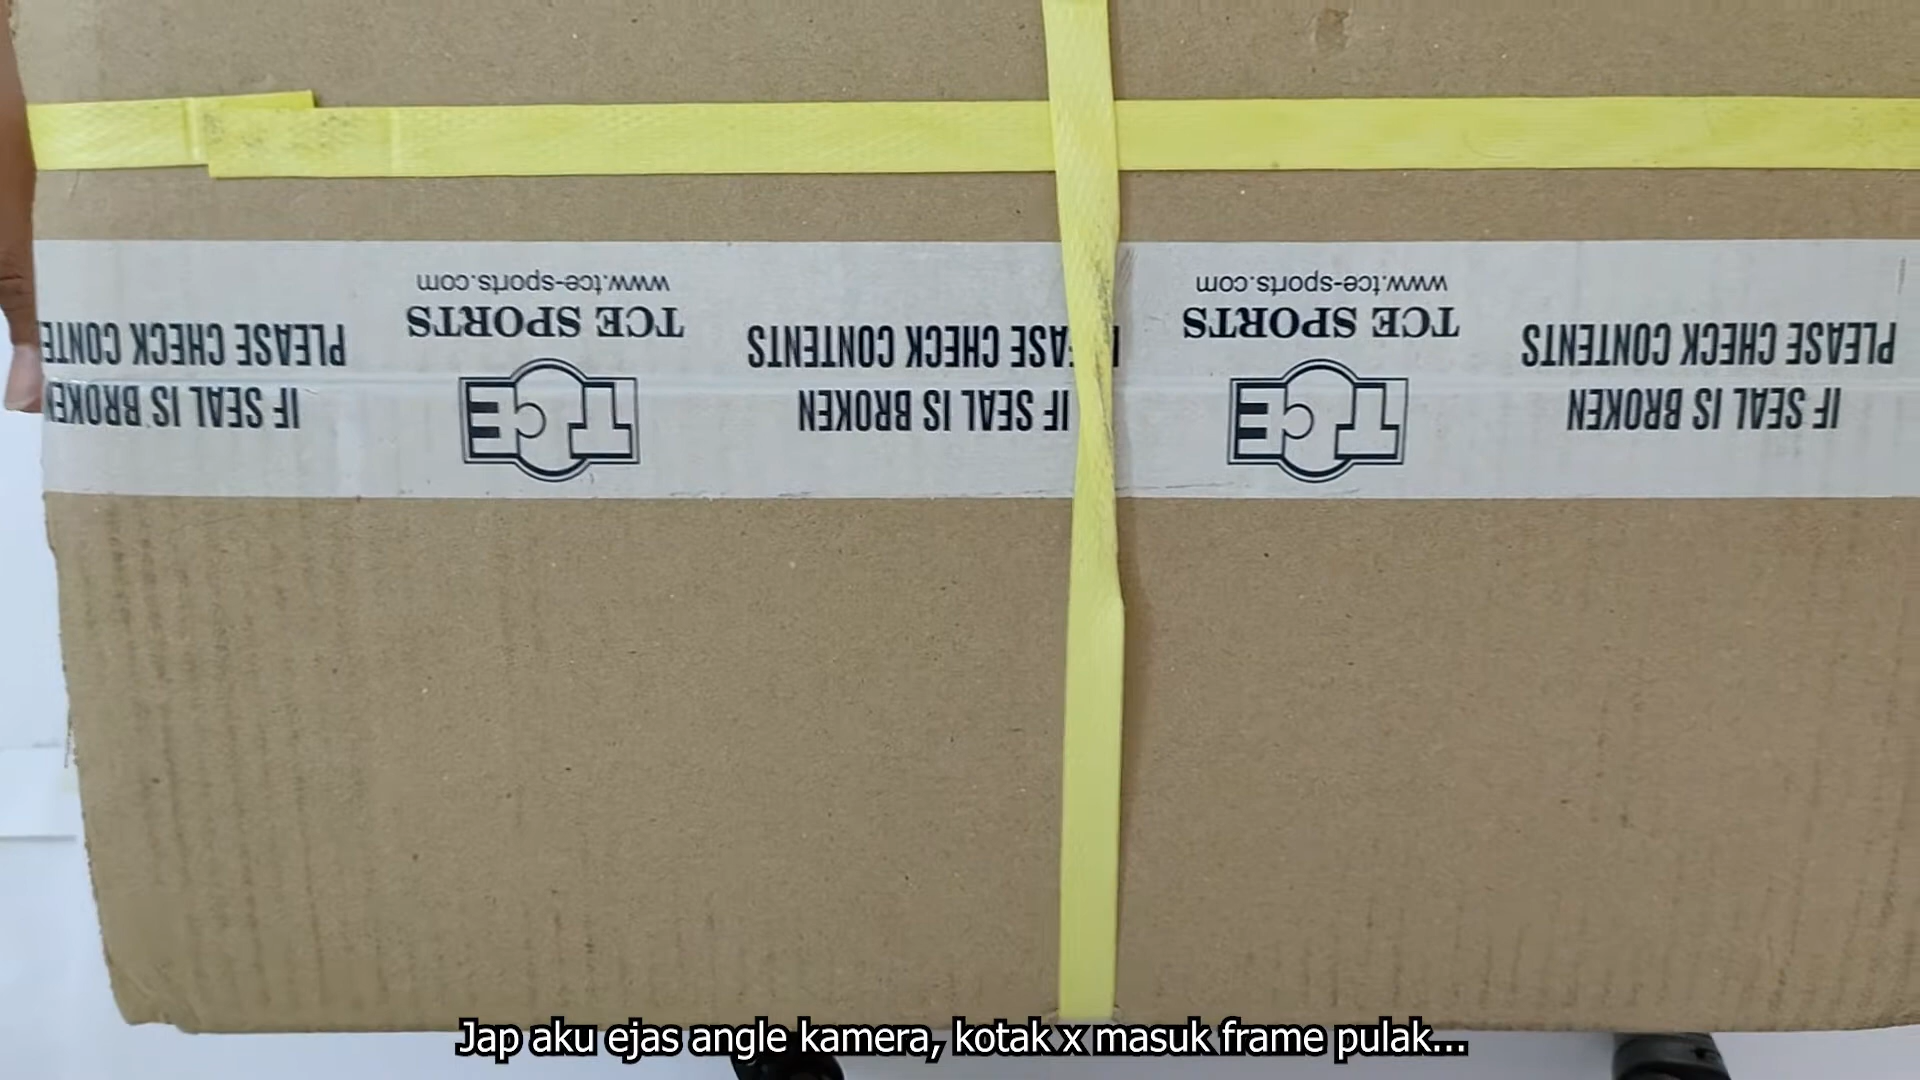 PLEASE CHECK CONTE
IF SEAL IS BROKEN
www.tce-sports.com
TCE SPORTS
TCE
PLEASE CHECK CONTENTS
IF SEAL IS BROKEN
www.tce-sports.com
TCE SPORTS
TCE
PLEASE CHECK CONTENTS
IF SEAL IS BROKEN
Jap aku ejas angle kamera, kotak x masuk frame pulak...